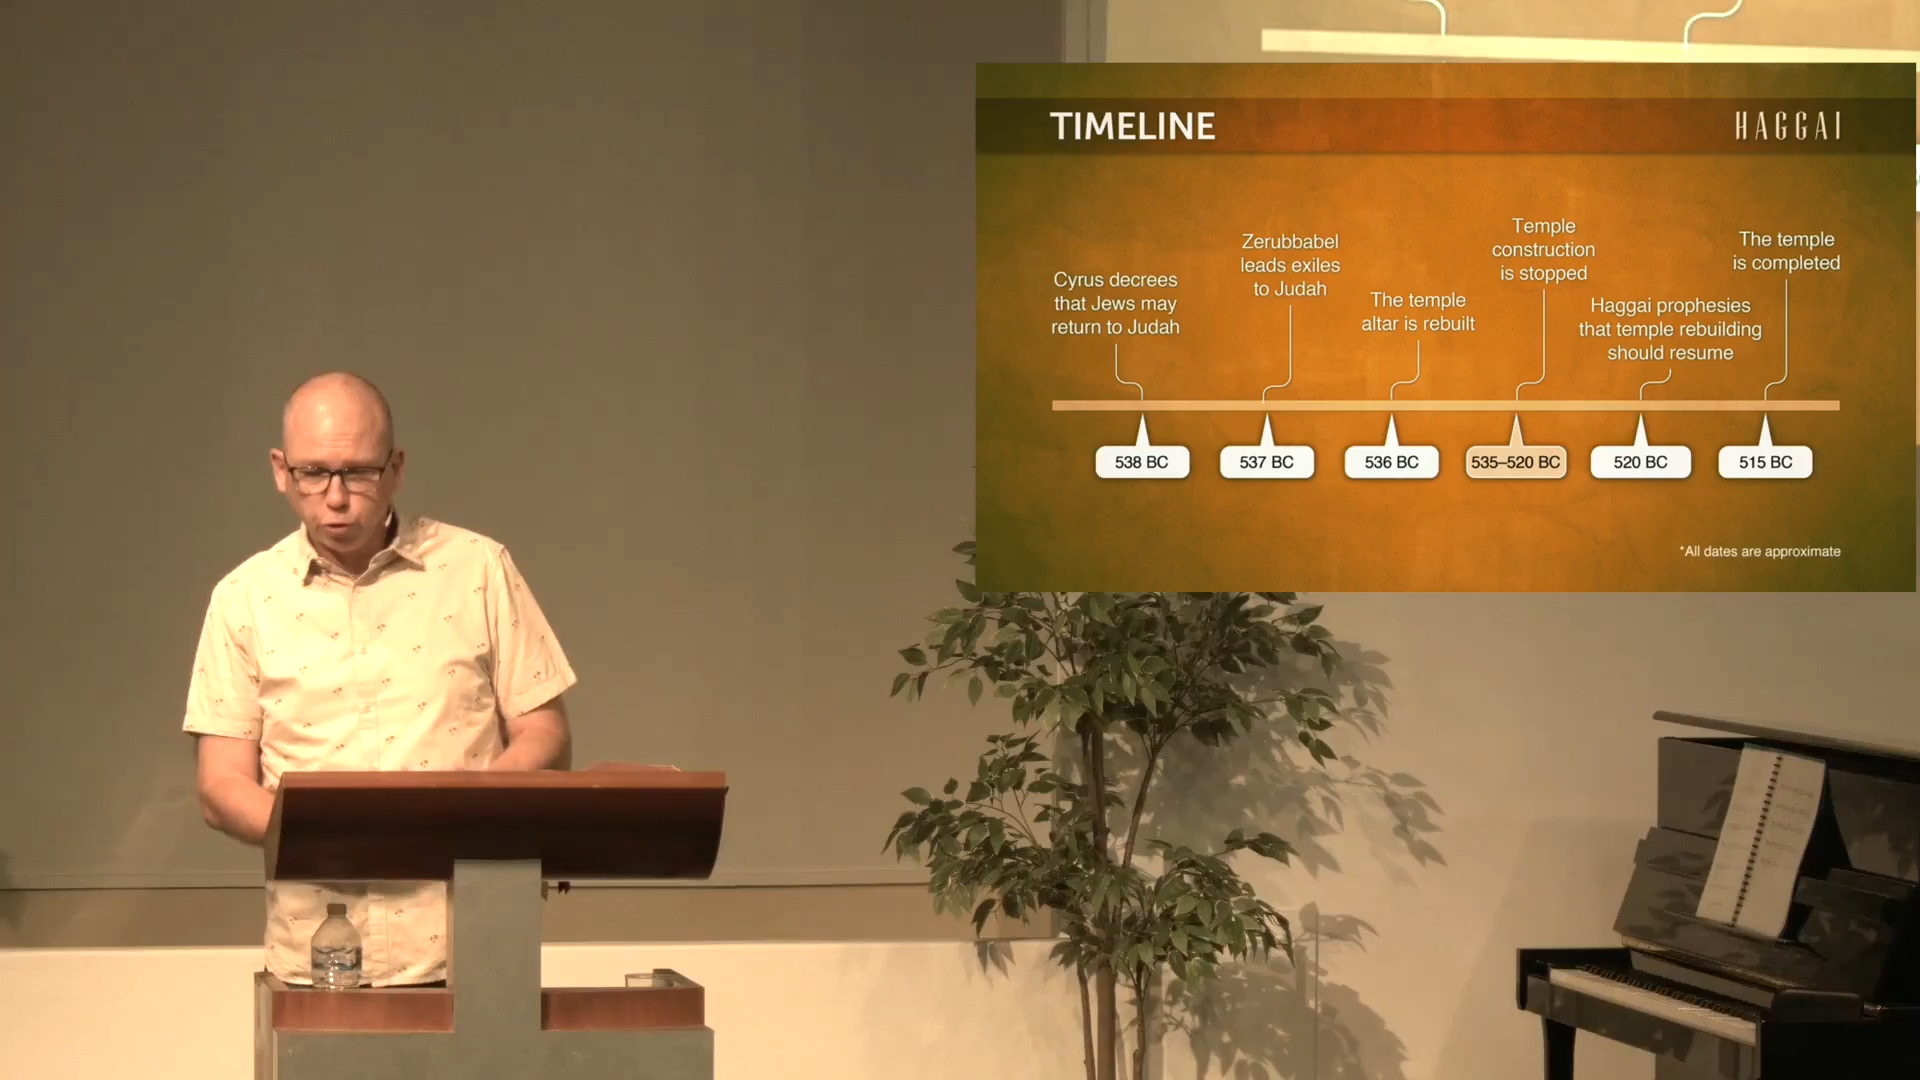 TIMELINE
HAGGAI
Cyrus decrees
that Jews may
return to Judah
Zerubbabel
leads exiles
to Judah
The temple
altar is rebuilt
Temple
construction
is stopped
Haggai prophesies
that temple rebuilding
should resume
The temple
is completed
538 BC
537 BC
536 BC
535–520 BC
520 BC
515 BC
*All dates are approximate